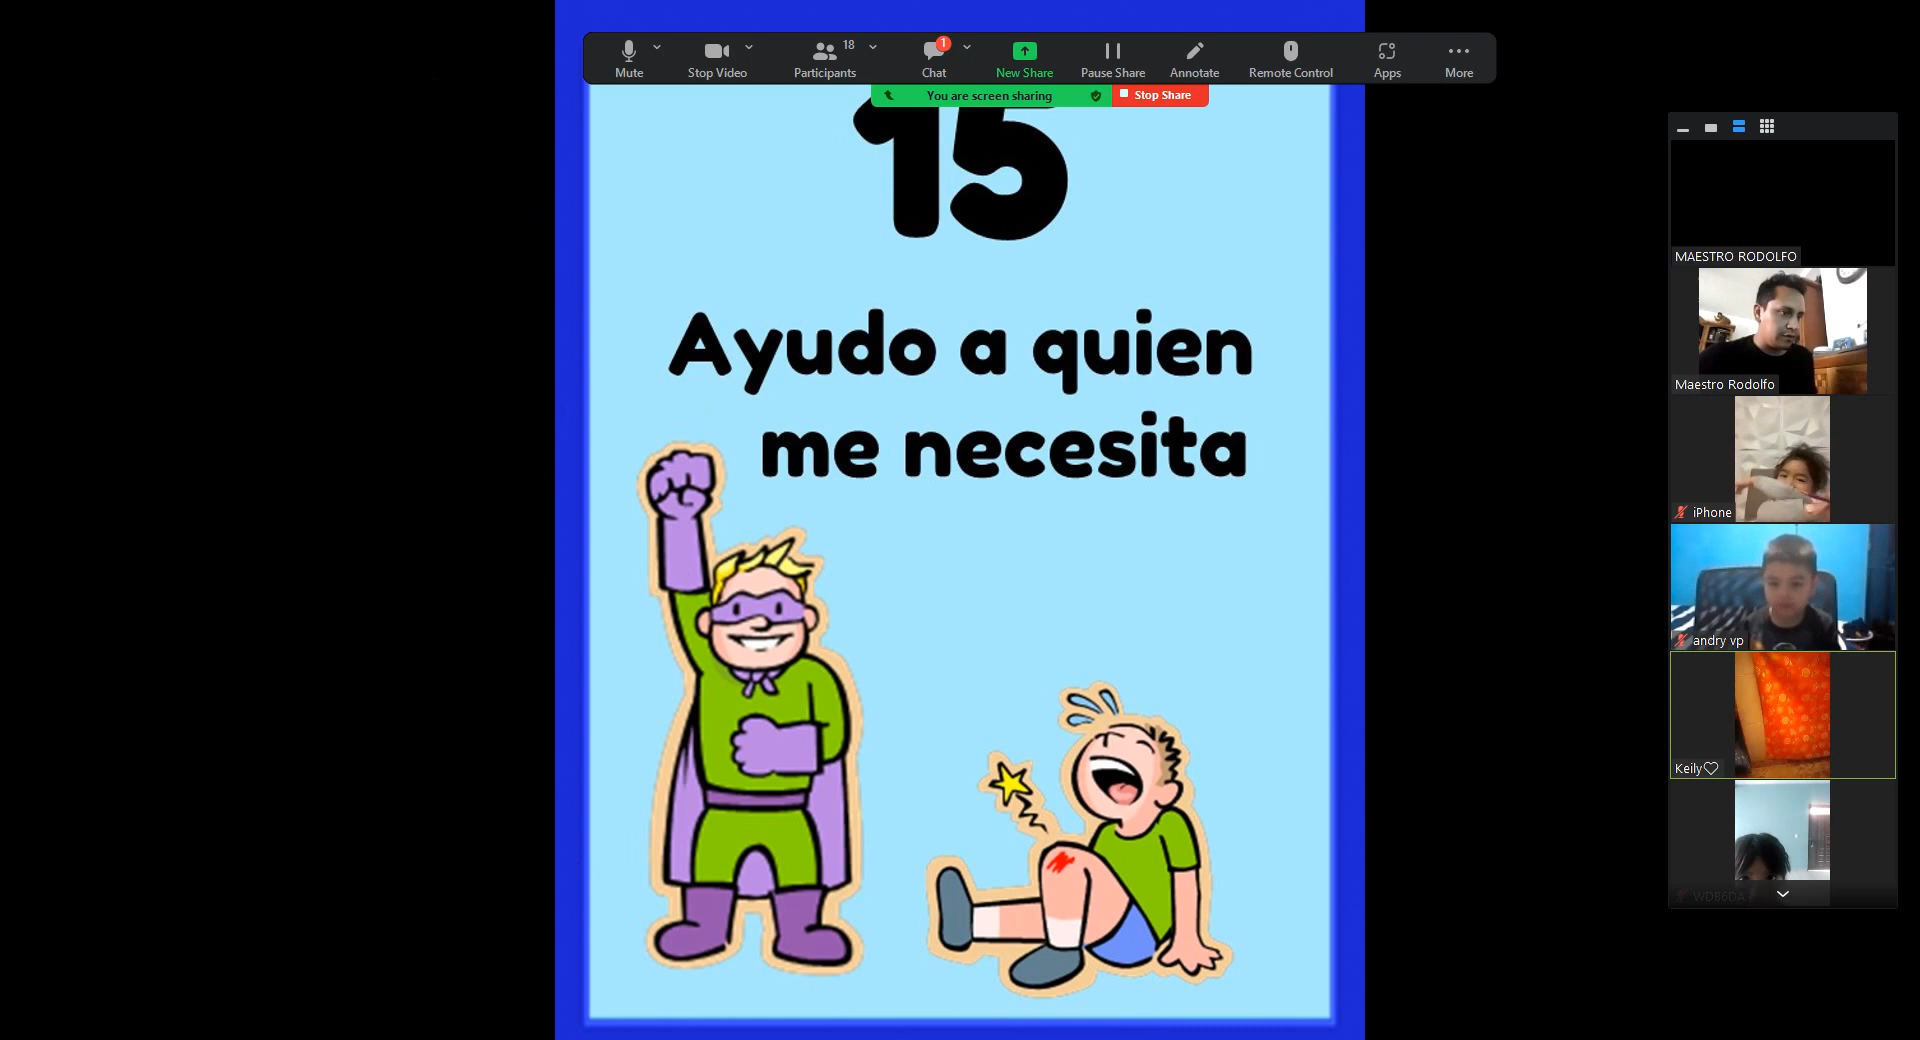 18
1
Mute
Stop Video
Participants
Chat
New Share
Pause Share
Annotate
Remote Control
Apps
More
You are screen sharing
Stop Share
15
Ayudo a quien
me necesita
MAESTRO RODOLFO
Maestro Rodolfo
iPhone
andry vp
Keily♡